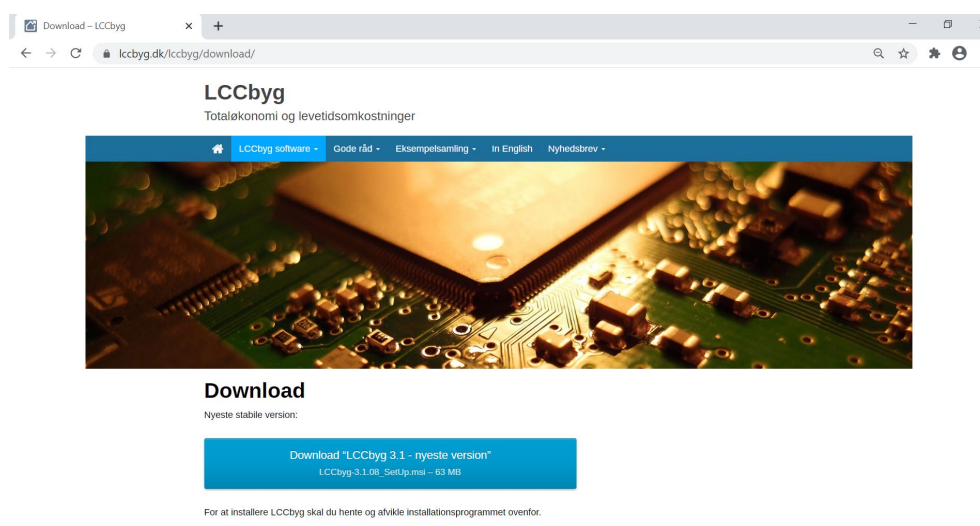 Download – LCCbyg
lccbyg.dk/lccbyg/download/
LCCbyg
Totaløkonomi og levetidsomkostninger
LCCbyg software Gode råd Eksempelsamling In English Nyhedsbrev
Download
Nyeste stabile version:
Download "LCCbyg 3.1 - nyeste version"
LCCbyg-3.1.08_SetUp.msi – 63 MB
For at installere LCCbyg skal du hente og afvikle installationsprogrammet ovenfor.